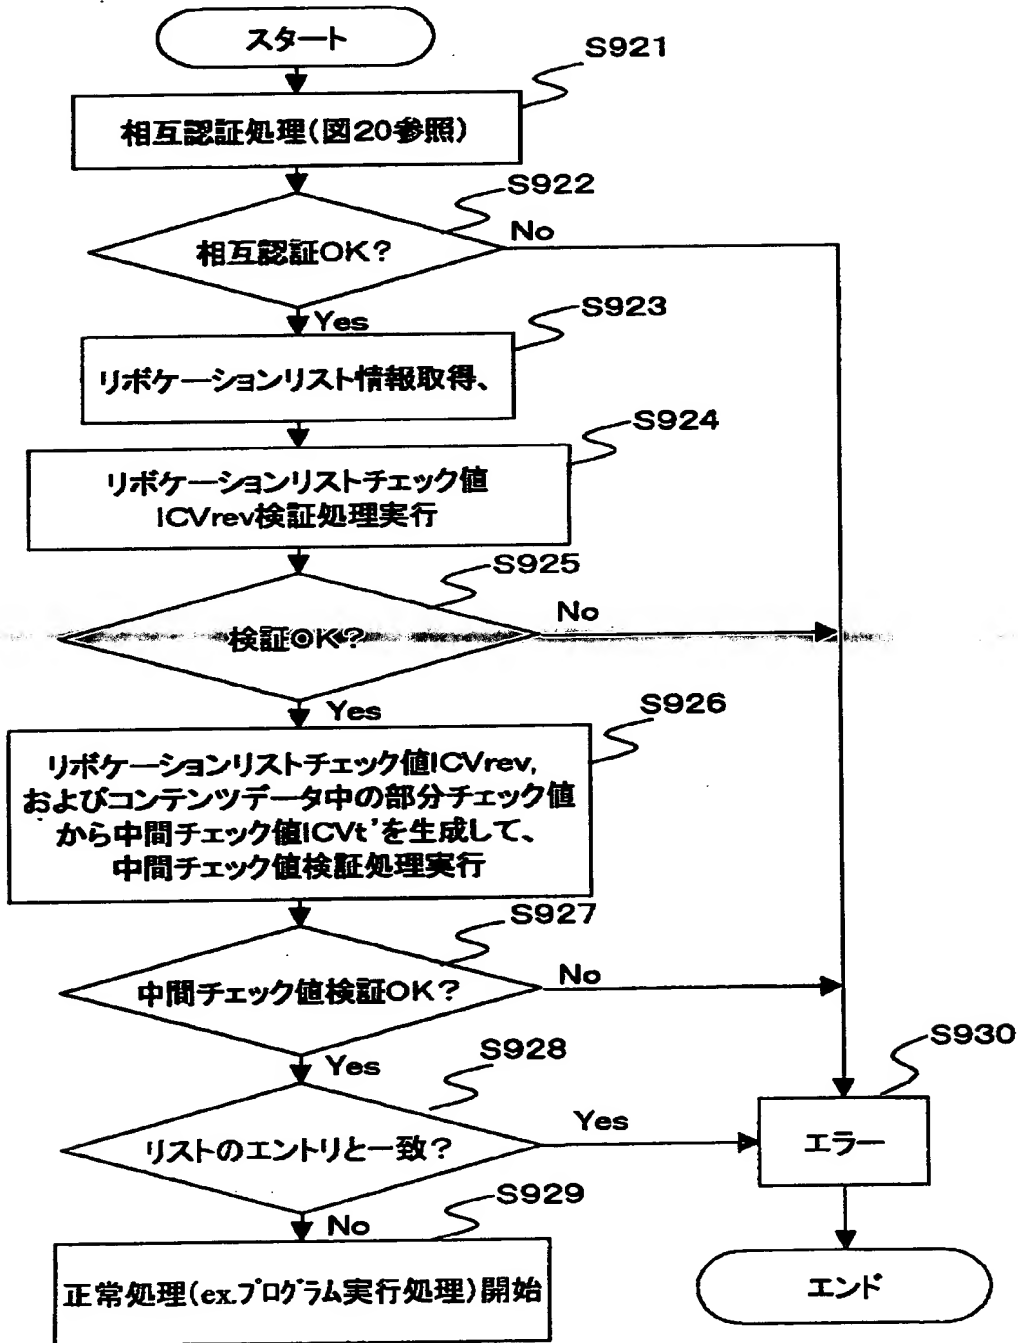 スタート
S921
相互認証処理(図20参照)
S922
相互認証OK?
No
Yes
S923
リボケーションリスト情報取得、
S924
リボケーションリストチェック値
ICVrev検証処理実行
S925
検証OK?
No
Yes
S926
リボケーションリストチェック値ICVrev,
およびコンテンツデータ中の部分チェック値
から中間チェック値ICVt'を生成して、
中間チェック値検証処理実行
S927
中間チェック値検証OK?
No
Yes
S928
リストのエントリと一致?
Yes
S930
エラー
No
S929
正常処理(ex.プログラム実行処理)開始
エンド